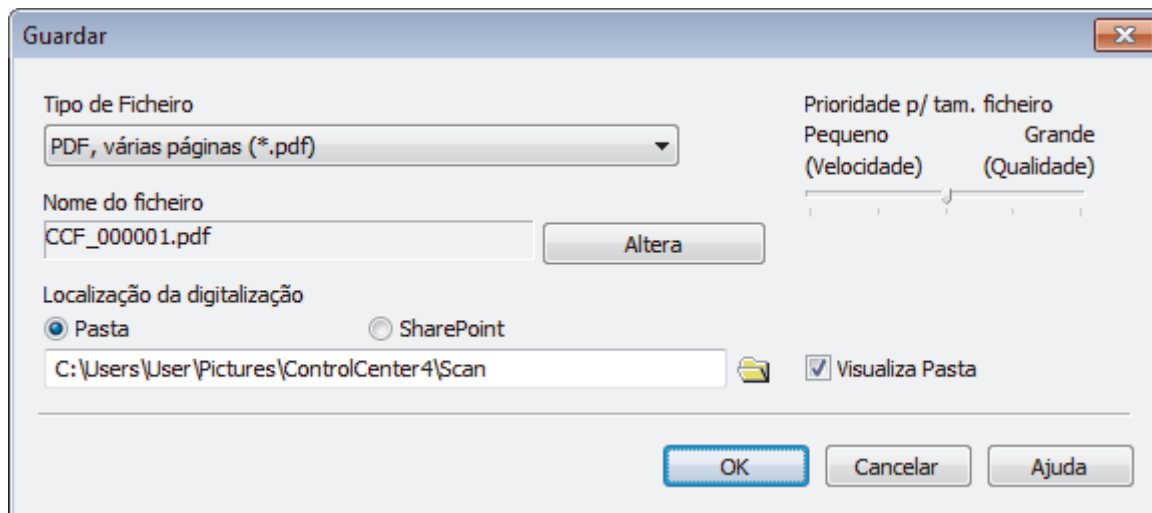 Guardar
Tipo de Ficheiro
PDF, várias páginas (*.pdf)
Prioridade p/ tam. ficheiro
Pequeno Grande
(Velocidade) (Qualidade)
Nome do ficheiro
CCF_000001.pdf
Altera
Localização da digitalização
Pasta SharePoint
C:\Users\User\Pictures\ControlCenter4\Scan
Visualiza Pasta
OK Cancelar Ajuda